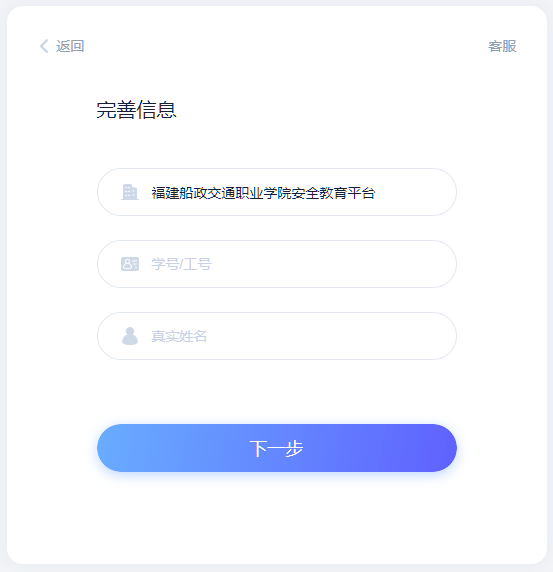 返回
客服
完善信息
福建船政交通职业学院安全教育平台
学号/工号
真实姓名
下一步